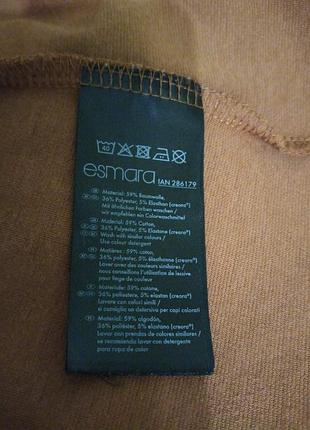 40
esmara IAN 286179
Material: 59% Baumwolle,
36% Polyester, 5% Elasthan (creora®)
Mit ähnlichen Farben waschen /
wir empfehlen ein Colorwaschmittel
Material: 59% Cotton,
36% Polyester, 5% Elastane (creora®)
Wash with similar colours /
Use colour detergent
Matières : 59% coton,
36% polyester, 5% élasthanne (creora®)
Laver avec des couleurs similaires /
nous conseillons l'utilisation de lessive
pour linge de couleur
Materiale: 59% cotone,
36% poliestere, 5% elastan (creora®)
Lavare con colori simili /
si consiglia un detersivo per capi colorati
Material: 59% algodón,
36% poliéster, 5% elastano (creora®)
Lavar con prendas de colores similares /
se recomienda lavar con detergente
para ropa de color